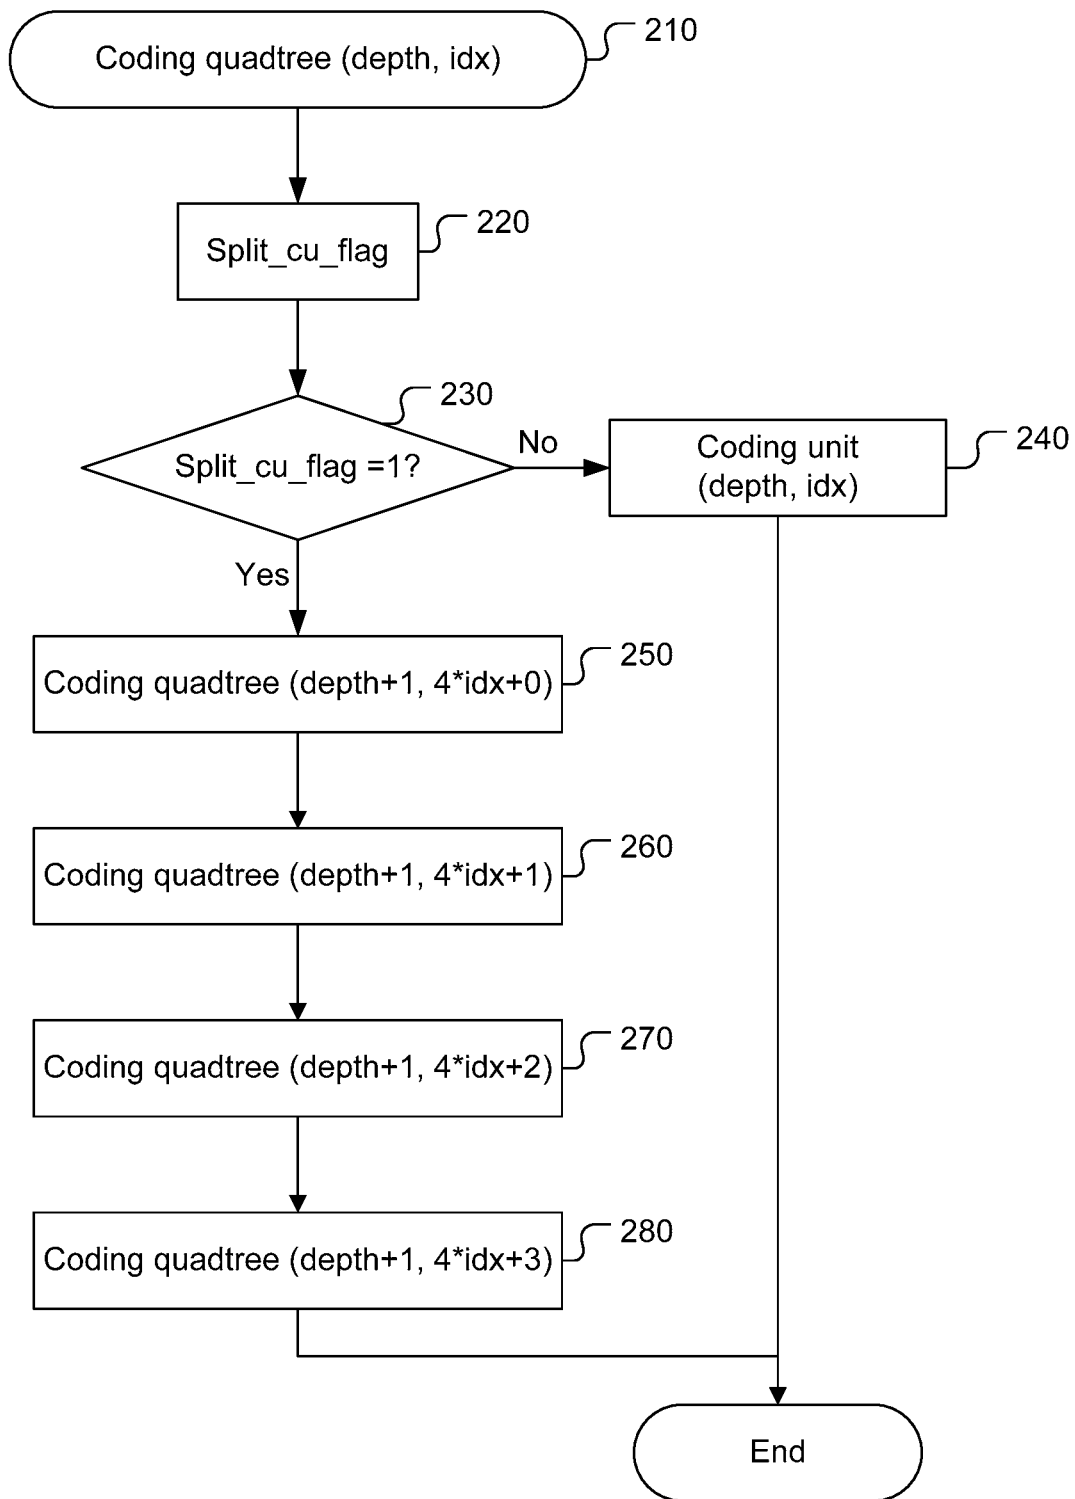 Coding quadtree (depth, idx)
210
Split_cu_flag
220
Split_cu_flag =1?
230
No
Coding unit
(depth, idx)
240
Yes
Coding quadtree (depth+1, 4*idx+0)
250
Coding quadtree (depth+1, 4*idx+1)
260
Coding quadtree (depth+1, 4*idx+2)
270
Coding quadtree (depth+1, 4*idx+3)
280
End